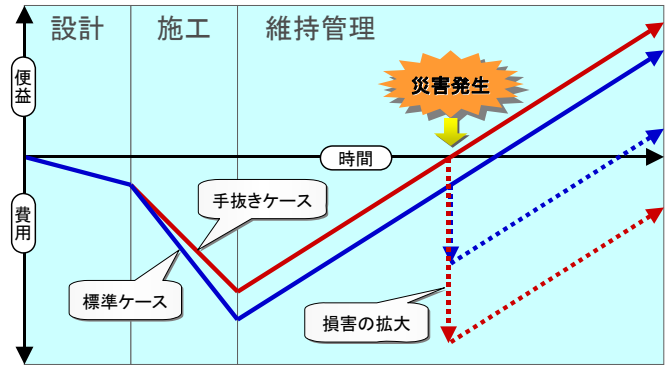 設計
施工
維持管理
便益
災害発生
時間
手抜きケース
費用
標準ケース
損害の拡大